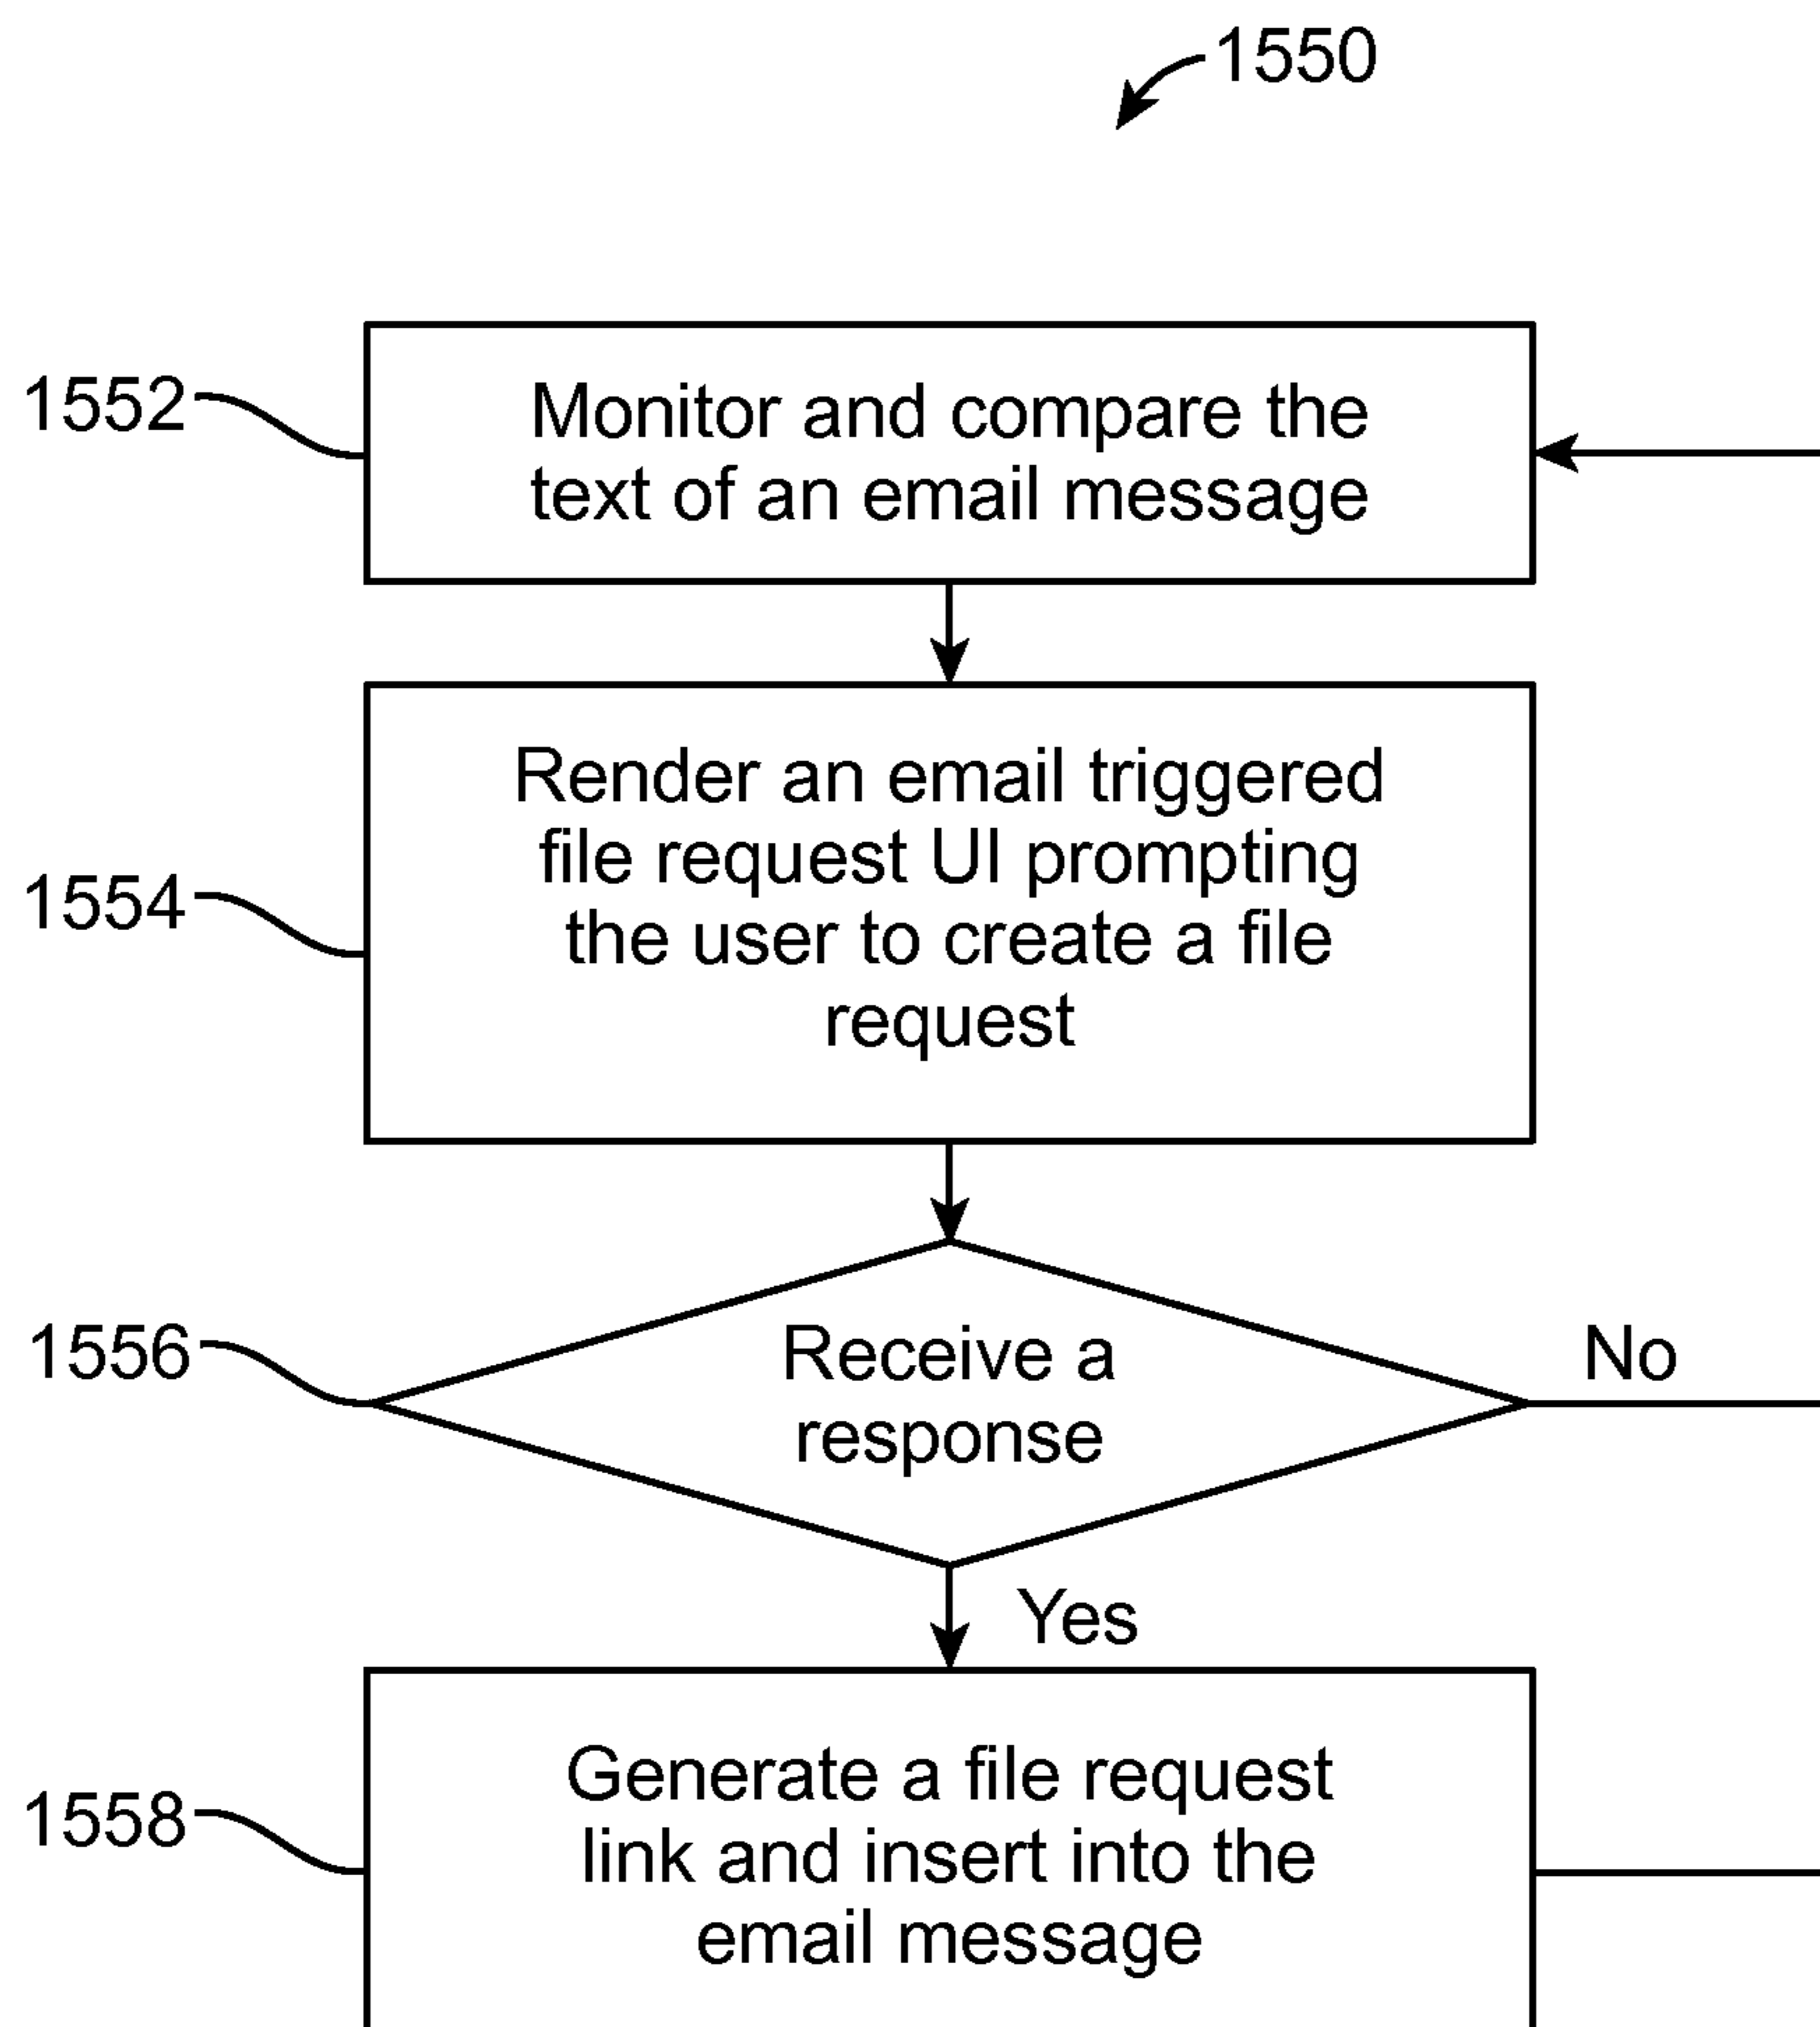 1550
1552
Monitor and compare the
text of an email message
1554
Render an email triggered
file request UI prompting
the user to create a file
request
1556
Receive a
response
No
Yes
1558
Generate a file request
link and insert into the
email message